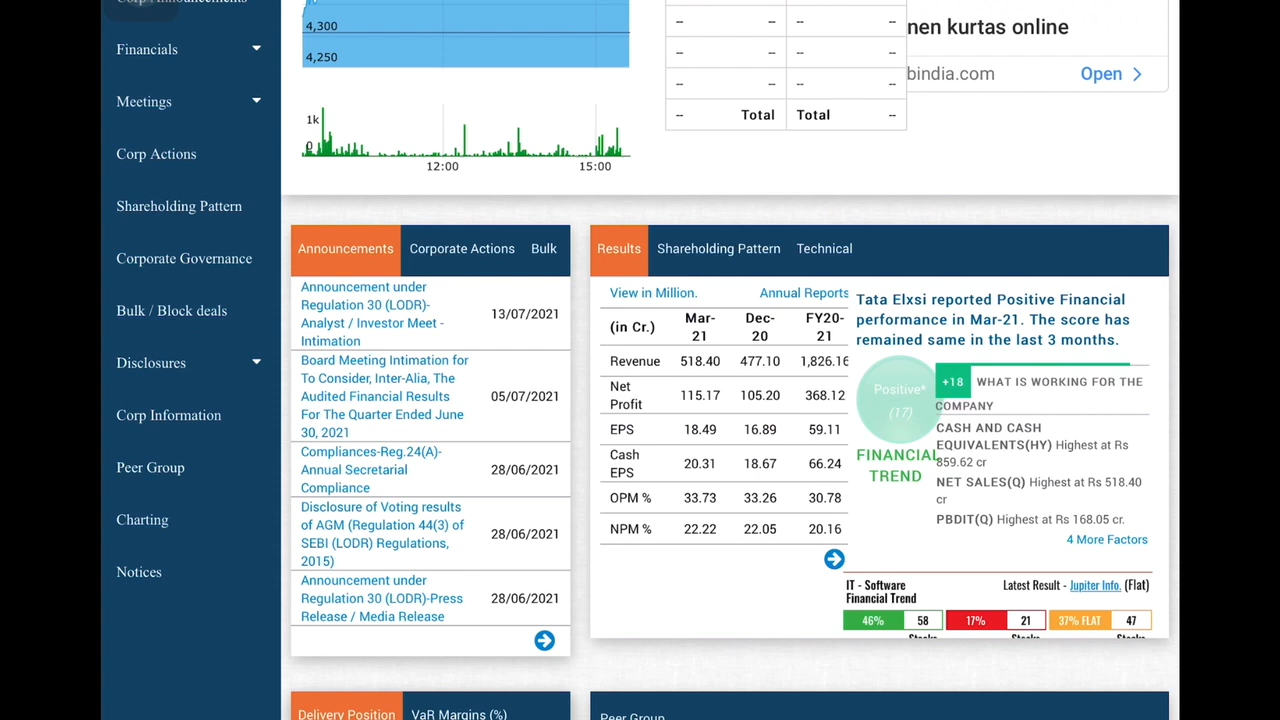 Corp Announcements
Financials
Meetings
Corp Actions
Shareholding Pattern
Corporate Governance
Bulk / Block deals
Disclosures
Corp Information
Peer Group
Charting
Notices
4,300
4,250
1k
0
12:00 15:00
-- -- -- --
-- -- -- --
-- -- -- --
-- Total Total --
nen kurtas online
bindia.com Open
Announcements Corporate Actions Bulk
Announcement under
Regulation 30 (LODR)-
Analyst / Investor Meet -
Intimation
13/07/2021
Board Meeting Intimation for
To Consider, Inter-Alia, The
Audited Financial Results
For The Quarter Ended June
30, 2021
05/07/2021
Compliances-Reg.24(A)-
Annual Secretarial
Compliance
28/06/2021
Disclosure of Voting results
of AGM (Regulation 44(3) of
SEBI (LODR) Regulations,
2015)
28/06/2021
Announcement under
Regulation 30 (LODR)-Press
Release / Media Release
28/06/2021
Results Shareholding Pattern Technical
View in Million. Annual Reports
(in Cr.) Mar-21 Dec-20 FY20-21
Revenue 518.40 477.10 1,826.16
Net Profit 115.17 105.20 368.12
EPS 18.49 16.89 59.11
Cash EPS 20.31 18.67 66.24
OPM % 33.73 33.26 30.78
NPM % 22.22 22.05 20.16
Tata Elxsi reported Positive Financial
performance in Mar-21. The score has
remained same in the last 3 months.
Positive*
(17)
FINANCIAL
TREND
+18 WHAT IS WORKING FOR THE
COMPANY
CASH AND CASH
EQUIVALENTS(HY) Highest at Rs
859.62 cr
NET SALES(Q) Highest at Rs 518.40
cr
PBDIT(Q) Highest at Rs 168.05 cr.
4 More Factors
IT - Software
Financial Trend
Latest Result - Jupiter Info. (Flat)
46% 58 17% 21 37% FLAT 47
Stocks Stocks Stocks
Delivery Position VaR Margins (%)
Peer Group